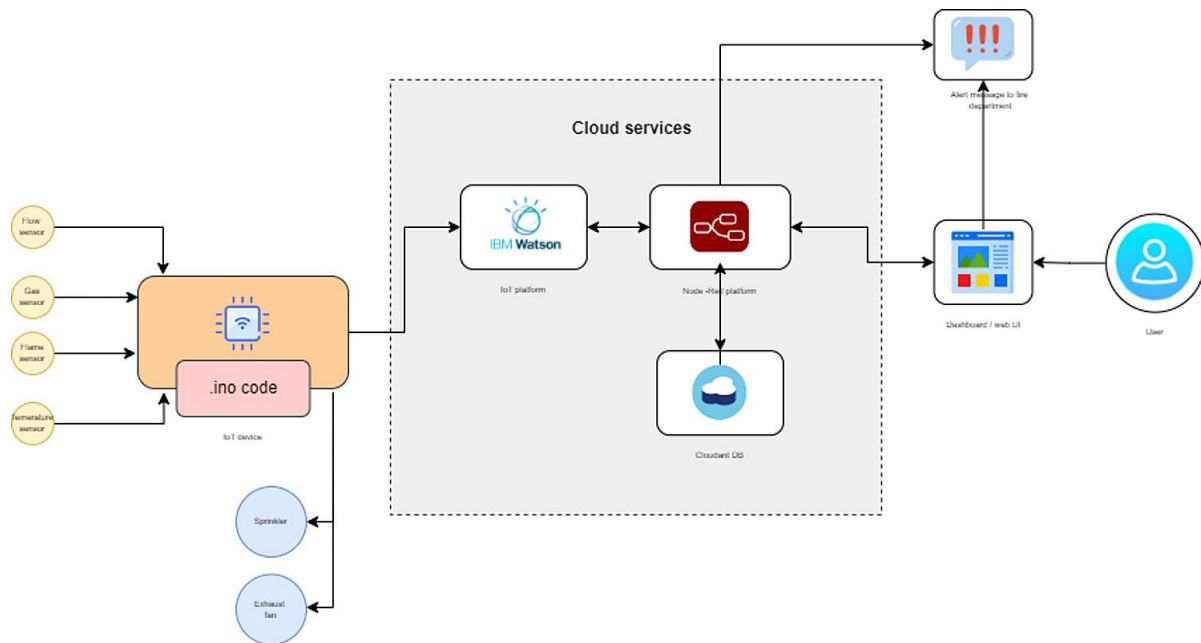 Alert message to fire
department
Cloud services
IBM Watson
IoT platform
Node -Red platform
Dashboard / web UI
User
Flow
sensor
Gas
sensor
Flame
sensor
Temerature
sensor
.ino code
IoT device
Cloudant DB
Sprinkler
Exhaust
fan